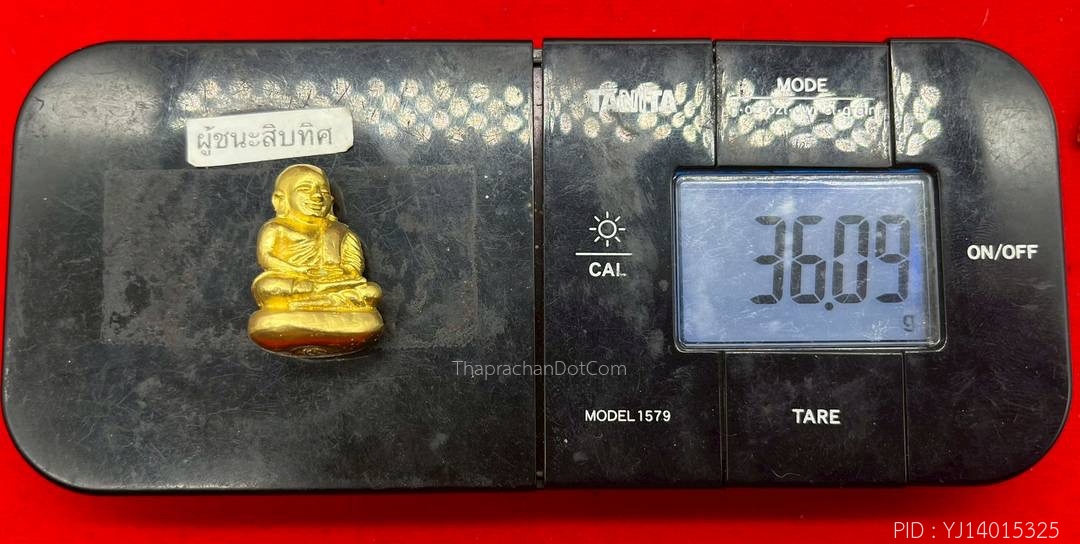 ผู้ชนะสิบทิศ
TANITA
MODE
36.09
g
CAL
ON/OFF
ThaprachanDotCom
MODEL 1579
TARE
PID : YJ14015325